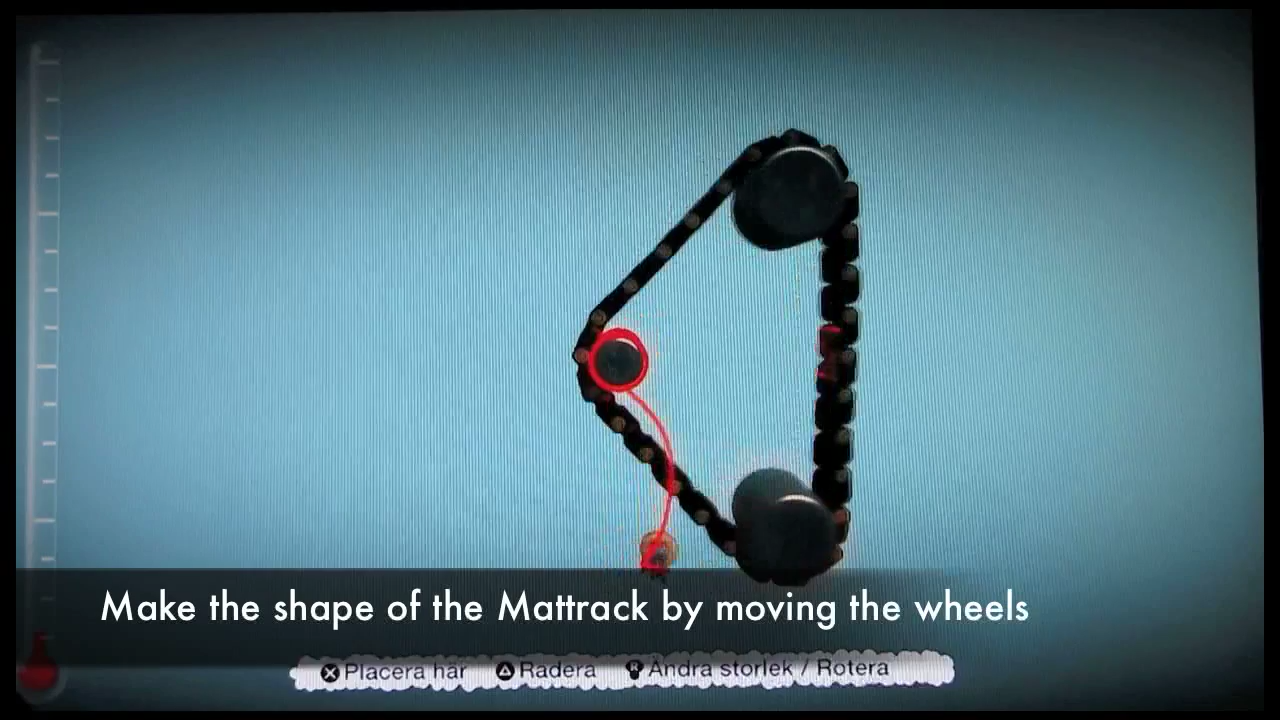 Make the shape of the Mattrack by moving the wheels
Placera här Radera Ändra storlek / Rotera